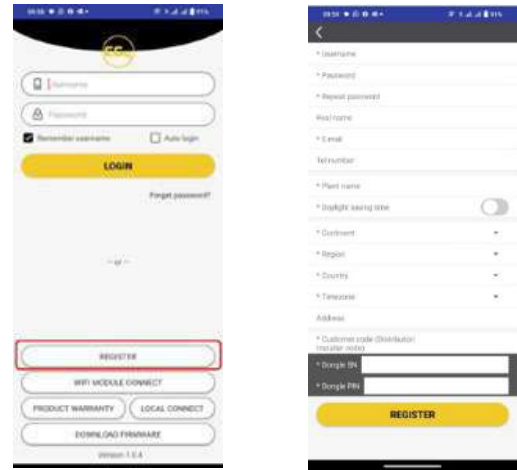 Username
Password
Remember username
Auto login
LOGIN
Forget password?
or
REGISTER
WIFI MODULE CONNECT
PRODUCT WARRANTY
LOCAL CONNECT
DOWNLOAD FIRMWARE
Version 1.0.4
* Username
* Password
* Repeat password
Real name
* E-mail
Tel number
* Plant name
* Daylight saving time
* Continent
* Region
* Country
* Timezone
Address
* Customer code (Distributor/
Installer code)
* Dongle SN
* Dongle PIN
REGISTER